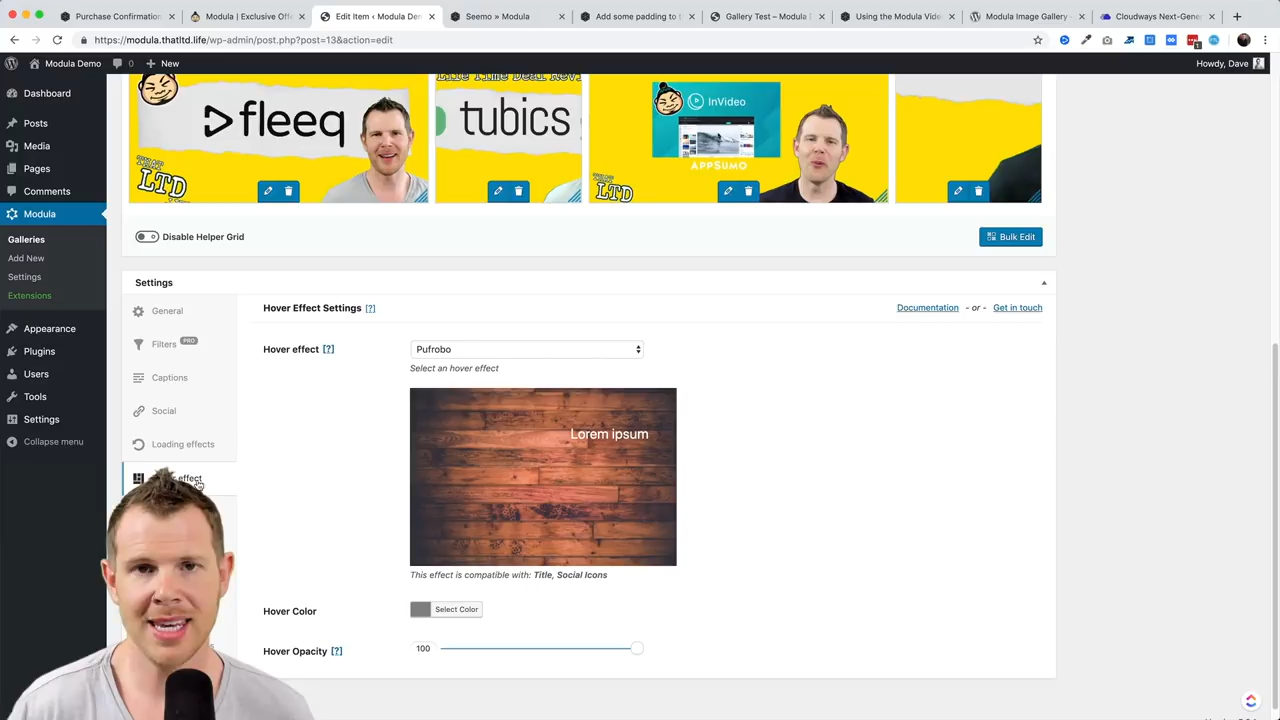 Purchase Confirmation
Modula | Exclusive Offe
Edit Item ‹ Modula Dem
Seemo » Modula
Add some padding to t
Gallery Test – Modula
Using the Modula Vide
Modula Image Gallery
Cloudways Next-Gene
https://modula.thatltd.life/wp-admin/post.php?post=13&action=edit
1
Modula Demo
0
New
Howdy, Dave
Dashboard
Posts
Media
Pages
Comments
Modula
Galleries
Add New
Settings
Extensions
Appearance
Plugins
Users
Tools
Settings
Collapse menu
fleeq
THAT
LTD
tubics
InVideo
APPSUMO
THAT
LTD
Disable Helper Grid
Bulk Edit
Settings
General
Filters PRO
Captions
Social
Loading effects
effect
Hover Effect Settings [?]
Documentation - or - Get in touch
Hover effect [?]
Pufrobo
Select an hover effect
Lorem ipsum
This effect is compatible with: Title, Social Icons
Hover Color
Select Color
Hover Opacity [?]
100